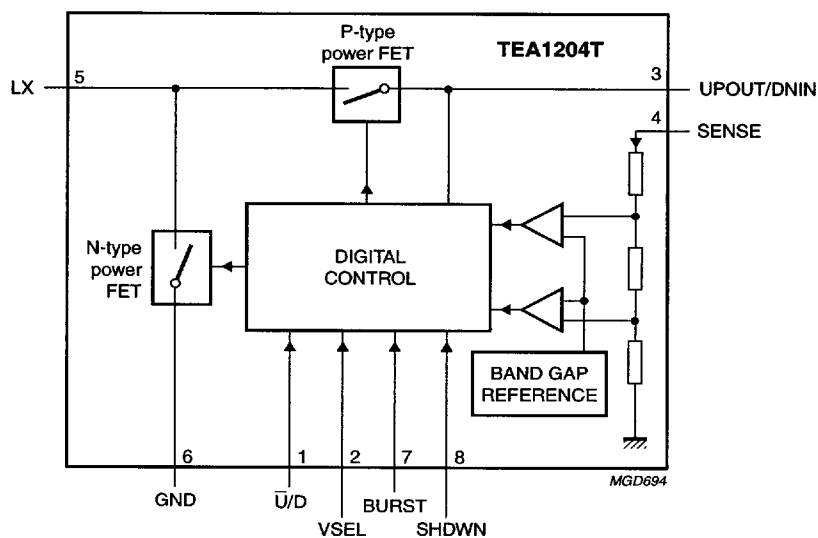 P-type
power FET
TEA1204T
LX
5
3
UPOUT/DNIN
4
SENSE
N-type
power
FET
DIGITAL
CONTROL
BAND GAP
REFERENCE
6
1
2
7
8
MGD694
GND
U̅/D
VSEL
BURST
SHDWN